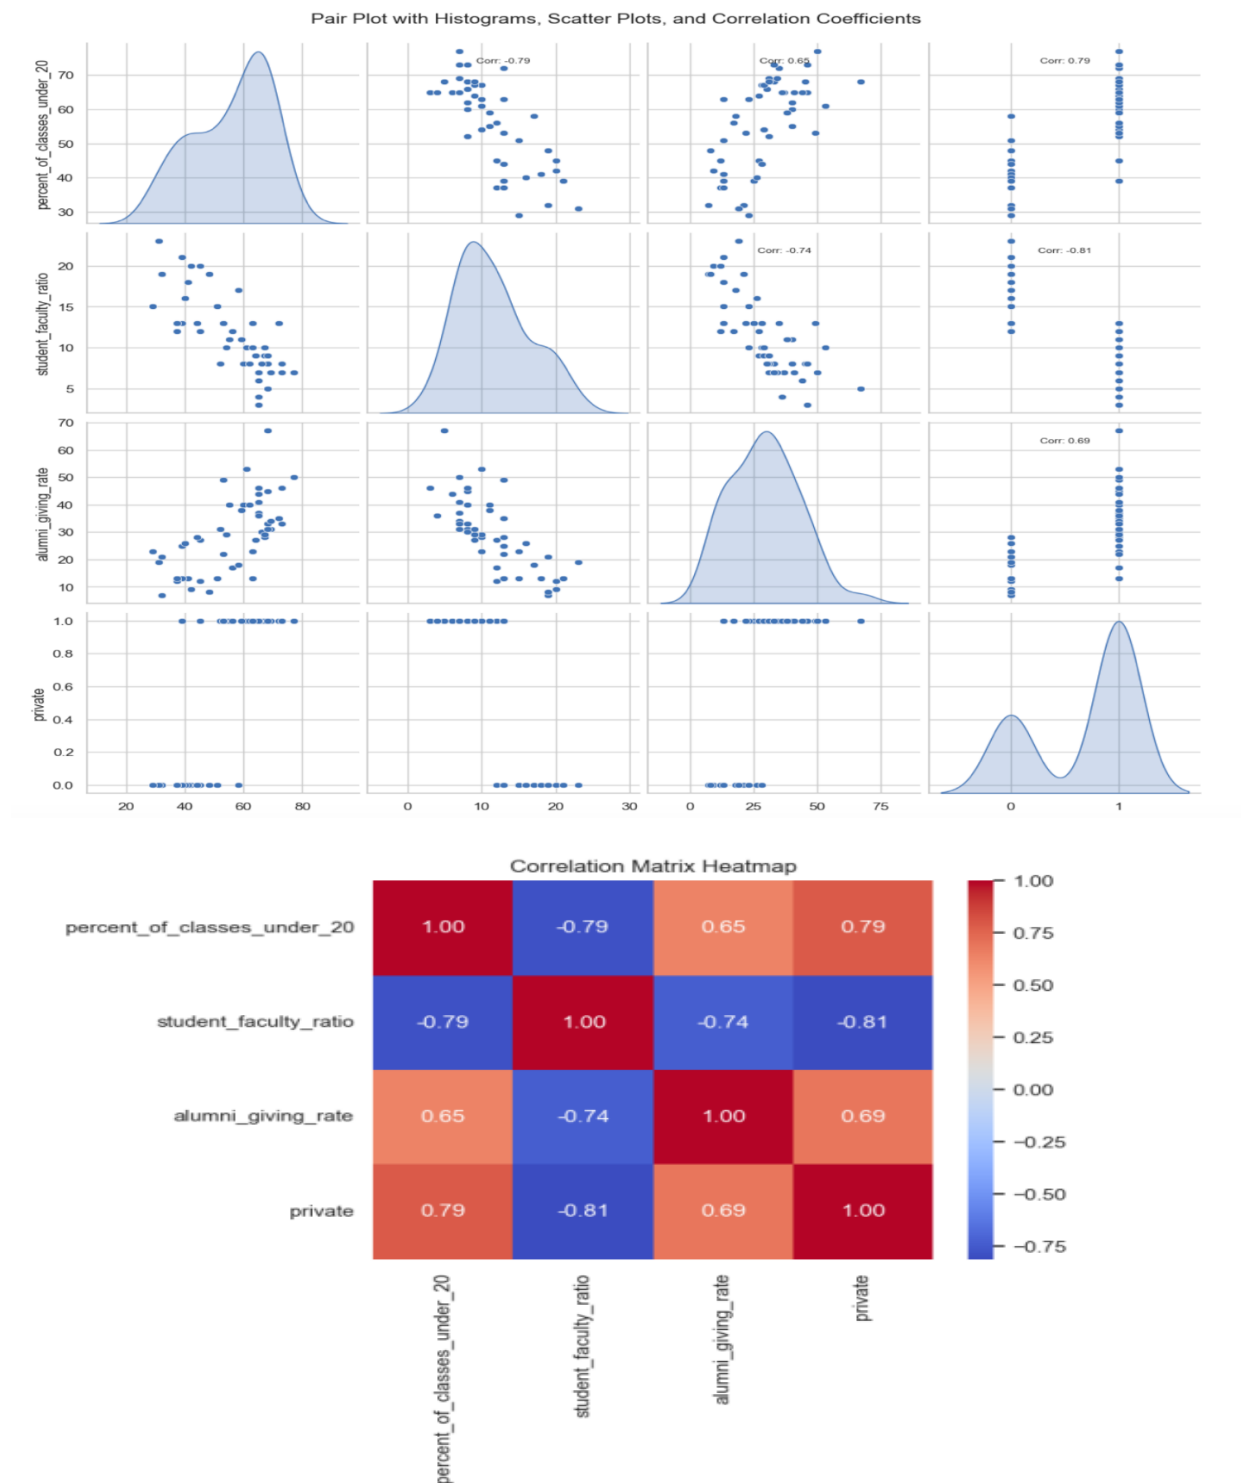 Pair Plot with Histograms, Scatter Plots, and Correlation Coefficients
percent_of_classes_under_20
70
60
50
40
30
Corr: -0.79
Corr: 0.65
Corr: 0.79
student_faculty_ratio
20
15
10
5
Corr: -0.74
Corr: -0.81
alumni_giving_rate
70
60
50
40
30
20
10
Corr: 0.69
private
1.0
0.8
0.6
0.4
0.2
0.0
20 40 60 80
0 10 20 30
0 25 50 75
0 1
Correlation Matrix Heatmap
percent_of_classes_under_20 1.00 -0.79 0.65 0.79
student_faculty_ratio -0.79 1.00 -0.74 -0.81
alumni_giving_rate 0.65 -0.74 1.00 0.69
private 0.79 -0.81 0.69 1.00
percent_of_classes_under_20
student_faculty_ratio
alumni_giving_rate
private
1.00
0.75
0.50
0.25
0.00
−0.25
−0.50
−0.75